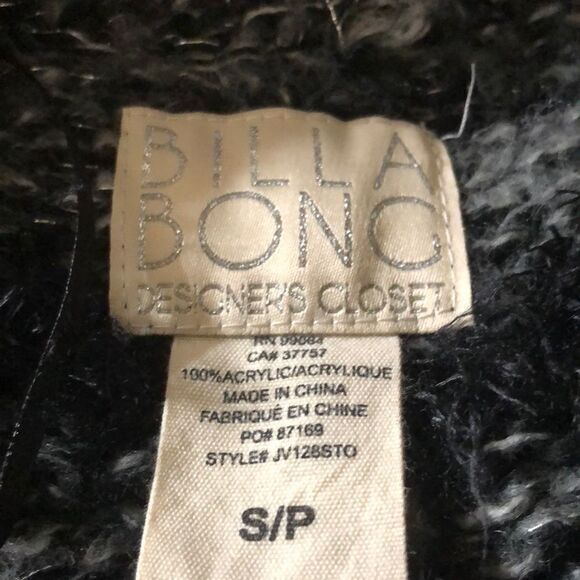 BILLA
BONG
DESIGNER'S CLOSET
RN 99084
CA# 37757
100%ACRYLIC/ACRYLIQUE
MADE IN CHINA
FABRIQUÉ EN CHINE
PO# 87169
STYLE# JV128STO
S/P